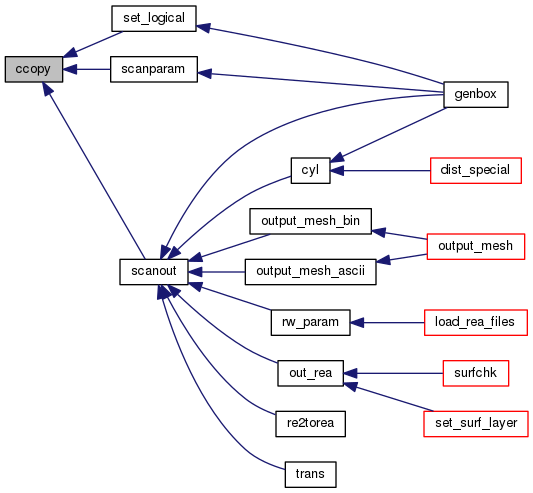 set_logical
ccopy
scanparam
genbox
cyl
dist_special
output_mesh_bin
output_mesh
scanout
output_mesh_ascii
rw_param
load_rea_files
out_rea
surfchk
set_surf_layer
re2torea
trans